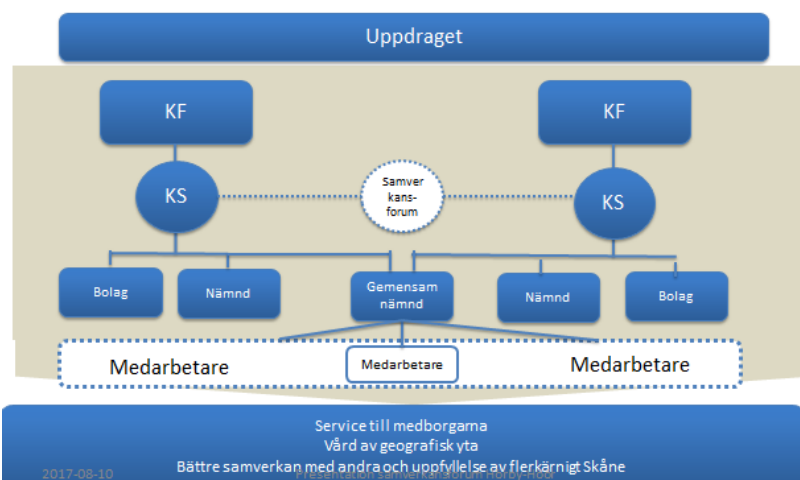 Uppdraget
KF
KF
KS
Samver
kans-
forum
KS
Bolag
Nämnd
Gemensam
nämnd
Nämnd
Bolag
Medarbetare
Medarbetare
Medarbetare
Service till medborgarna
Vård av geografisk yta
Bättre samverkan med andra och uppfyllelse av flerkärnigt Skåne
2017-08-10
Presentation samverkansforum Hörby-Höör